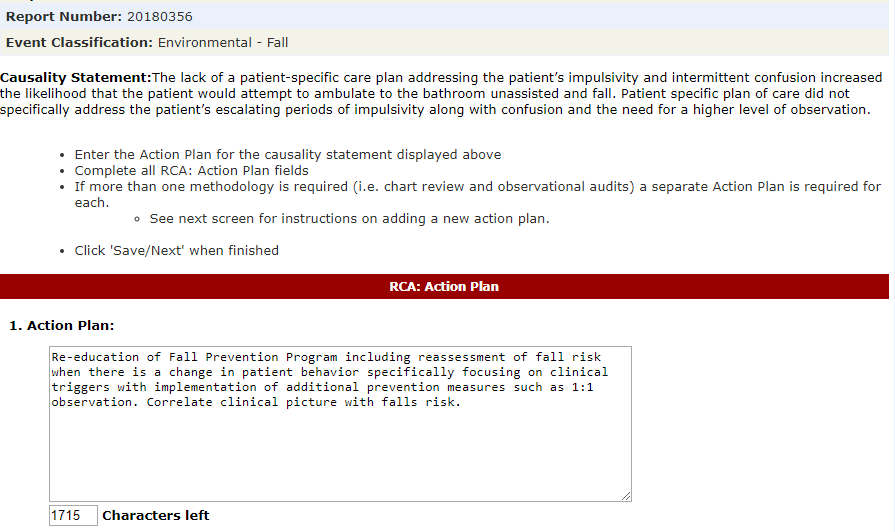 Report Number: 20180356
Event Classification: Environmental - Fall
Causality Statement:The lack of a patient-specific care plan addressing the patient's impulsivity and intermittent confusion increased
the likelihood that the patient would attempt to ambulate to the bathroom unassisted and fall. Patient specific plan of care did not
specifically address the patient's escalating periods of impulsivity along with confusion and the need for a higher level of observation.
• Enter the Action Plan for the causality statement displayed above
• Complete all RCA: Action Plan fields
• If more than one methodology is required (i.e. chart review and observational audits) a separate Action Plan is required for
each.
◦ See next screen for instructions on adding a new action plan.
• Click 'Save/Next' when finished
RCA: Action Plan
1. Action Plan:
Re-education of Fall Prevention Program including reassessment of fall risk
when there is a change in patient behavior specifically focusing on clinical
triggers with implementation of additional prevention measures such as 1:1
observation. Correlate clinical picture with falls risk.
1715 Characters left